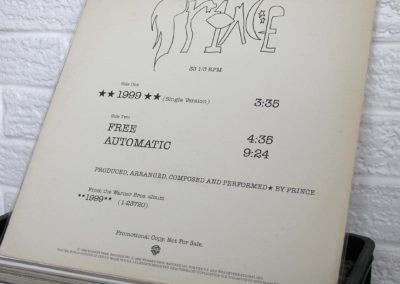 PRINCE
33 1/3 RPM
Side One
★★ 1999 ★★ (Single Version) 3:35
Side Two
FREE 4:35
AUTOMATIC 9:24
PRODUCED, ARRANGED, COMPOSED AND PERFORMED★ BY PRINCE
From the Warner Bros album
**1999** (1-23720)
Promotional Copy: Not For Sale.